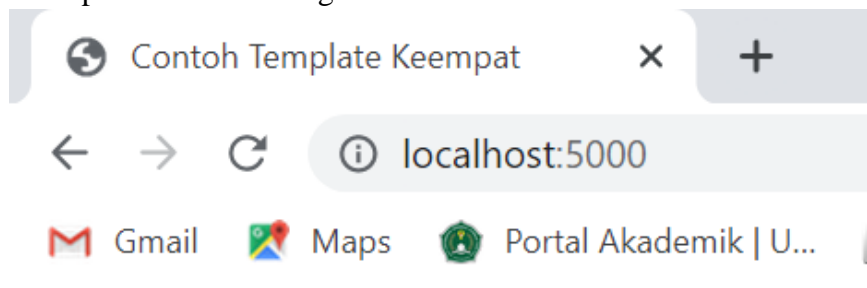 Contoh Template Keempat
localhost:5000
Gmail Maps Portal Akademik | U...